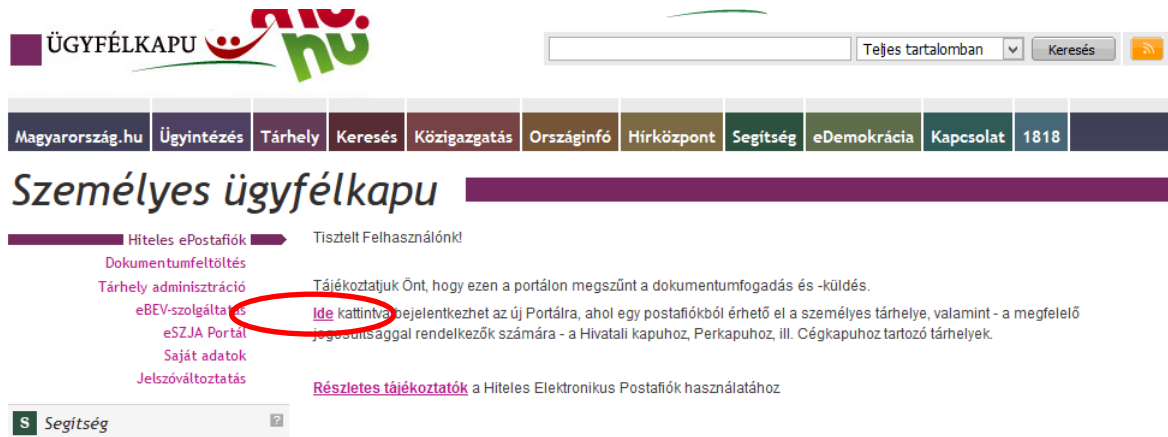 ÜGYFÉLKAPU
MO.
hu
Teljes tartalomban
Keresés
Magyarország.hu Ügyintézés Tárhely Keresés Közigazgatás Országinfó Hírközpont Segítség eDemokrácia Kapcsolat 1818
Személyes ügyfélkapu
Hiteles ePostafiók
Dokumentumfeltöltés
Tárhely adminisztráció
eBEV-szolgáltatás
eSZJA Portál
Saját adatok
Jelszóváltoztatás
S Segítség ?
Tisztelt Felhasználónk!
Tájékoztatjuk Önt, hogy ezen a portálon megszűnt a dokumentumfogadás és -küldés.
Ide kattintva bejelentkezhet az új Portálra, ahol egy postafiókból érhető el a személyes tárhelye, valamint - a megfelelő
jogosultsággal rendelkezők számára - a Hivatali kapuhoz, Perkapuhoz, ill. Cégkapuhoz tartozó tárhelyek.
Részletes tájékoztatók a Hiteles Elektronikus Postafiók használatához